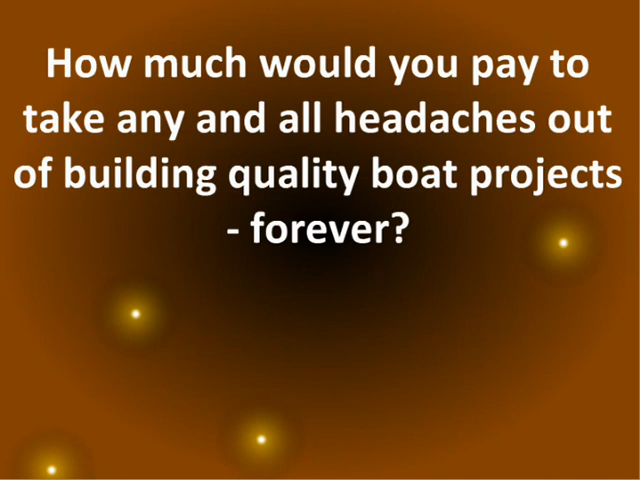 How much would you pay to
take any and all headaches out
of building quality boat projects
- forever?